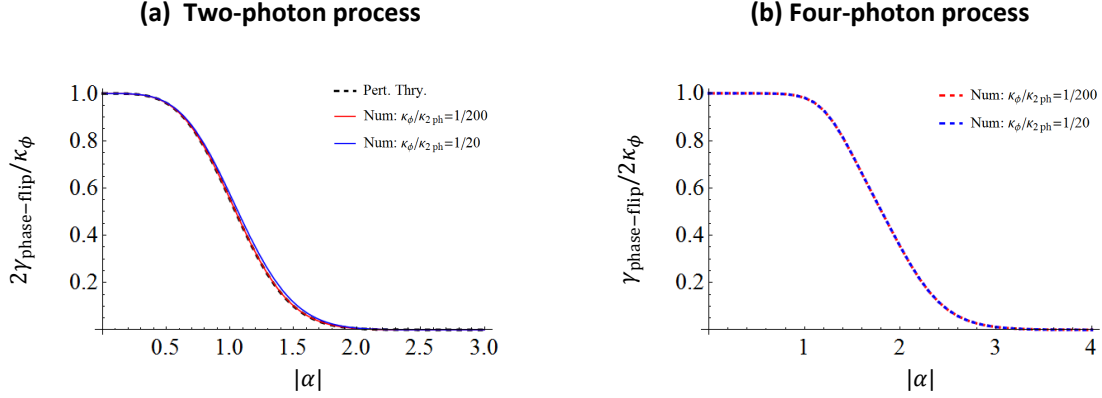 (a) Two-photon process
2γphase−flip/κϕ
1.0
0.8
0.6
0.4
0.2
0.5
1.0
1.5
2.0
2.5
3.0
|α|
Pert. Thry.
Num: κϕ/κ2 ph=1/200
Num: κϕ/κ2 ph=1/20
(b) Four-photon process
γphase−flip/2κϕ
1.0
0.8
0.6
0.4
0.2
1
2
3
4
|α|
Num: κϕ/κ2 ph=1/200
Num: κϕ/κ2 ph=1/20